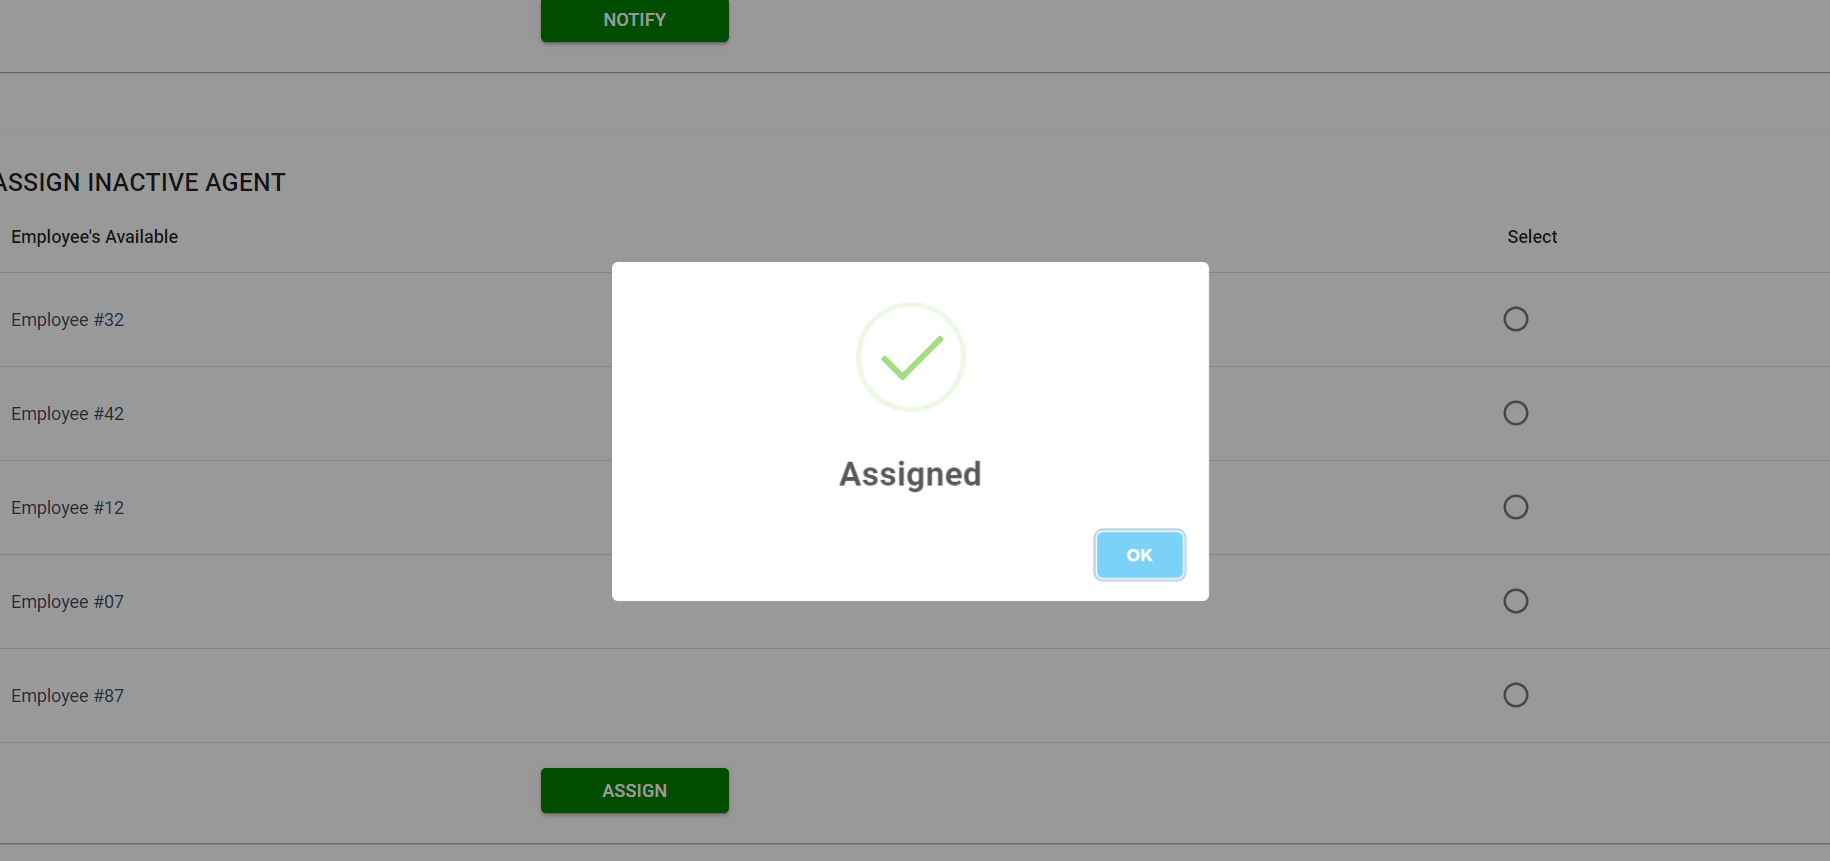 NOTIFY
ASSIGN INACTIVE AGENT
Employee's Available Select
Employee #32
Employee #42
Employee #12
Employee #07
Employee #87
Assigned
OK
ASSIGN